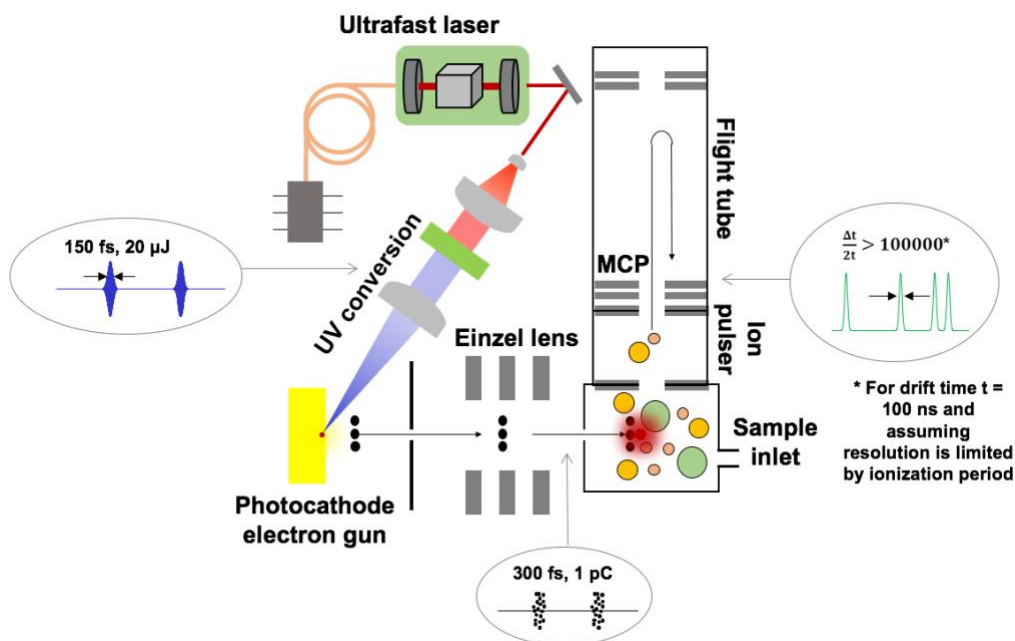 Ultrafast laser
150 fs, 20 µJ
UV conversion
Flight tube
MCP
Ion
pulser
Δt
2t
> 100000*
Einzel lens
* For drift time t =
100 ns and
assuming
resolution is limited
by ionization period
Sample
inlet
Photocathode
electron gun
300 fs, 1 pC